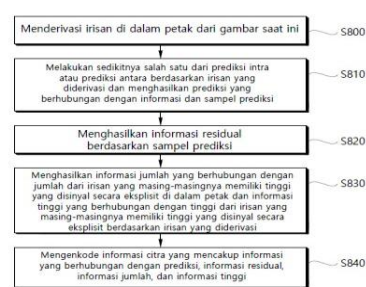 Menderivasi irisan di dalam petak dari gambar saat ini
S800
Melakukan sedikitnya salah satu dari prediksi intra
atau prediksi antara berdasarkan irisan yang
diderivasi dan menghasilkan prediksi yang
berhubungan dengan informasi dan sampel prediksi
S810
Menghasilkan informasi residual
berdasarkan sampel prediksi
S820
Menghasilkan informasi jumlah yang berhubungan dengan
jumlah dari irisan yang masing-masingnya memiliki tinggi
yang disinyal secara eksplisit di dalam petak dan informasi
tinggi yang berhubungan dengan tinggi dari irisan yang
masing-masingnya memiliki tinggi yang disinyal secara
eksplisit berdasarkan irisan yang diderivasi
S830
Mengenkode informasi citra yang mencakup informasi
yang berhubungan dengan prediksi, informasi residual,
informasi jumlah, dan informasi tinggi
S840